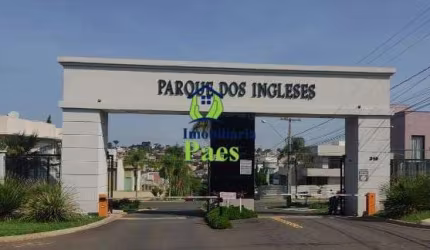 PARQUE DOS INGLESES
Imobiliária
Paes